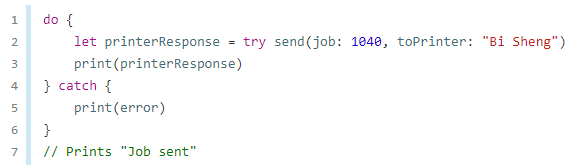 1 do {
2     let printerResponse = try send(job: 1040, toPrinter: "Bi Sheng")
3     print(printerResponse)
4 } catch {
5     print(error)
6 }
7 // Prints "Job sent"